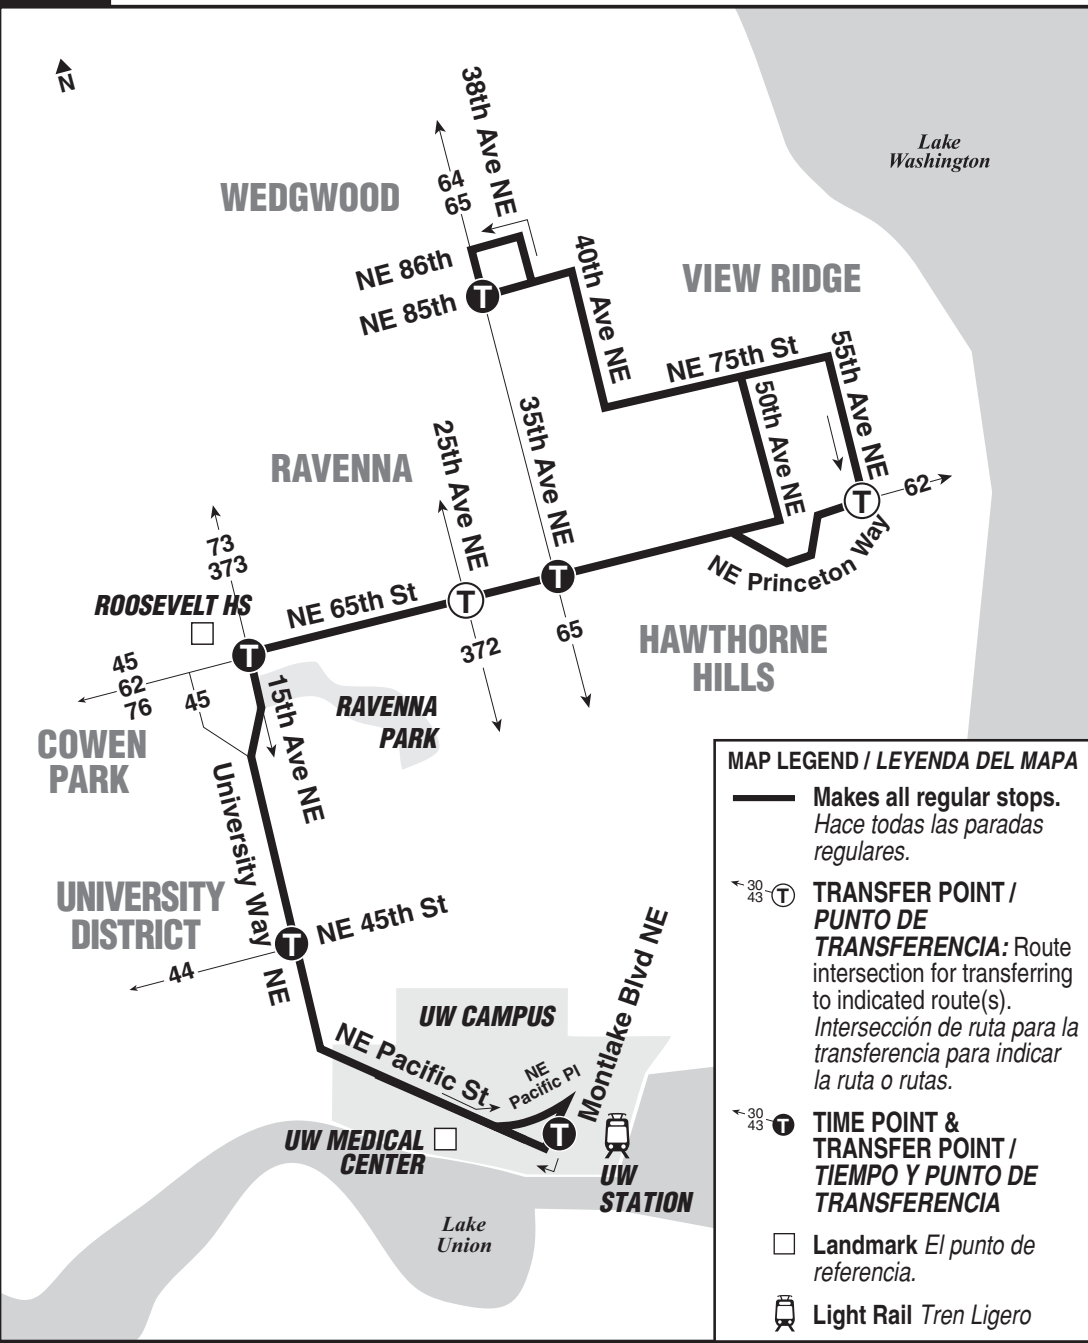 N
Lake
Washington
38th Ave NE
64
65
WEDGWOOD
NE 86th
NE 85th
40th Ave NE
VIEW RIDGE
NE 75th St
55th Ave NE
50th Ave NE
35th Ave NE
25th Ave NE
RAVENNA
62
NE Princeton Way
73
373
ROOSEVELT HS
NE 65th St
372
65
HAWTHORNE
HILLS
45
62
76
45
15th Ave NE
RAVENNA
PARK
COWEN
PARK
University Way NE
UNIVERSITY
DISTRICT
NE 45th St
44
UW CAMPUS
Montlake Blvd NE
NE Pacific St
NE
Pacific Pl
UW MEDICAL
CENTER
UW
STATION
Lake
Union
MAP LEGEND / LEYENDA DEL MAPA
Makes all regular stops.
Hace todas las paradas
regulares.
30
43
T
TRANSFER POINT /
PUNTO DE
TRANSFERENCIA: Route
intersection for transferring
to indicated route(s).
Intersección de ruta para la
transferencia para indicar
la ruta o rutas.
30
43
T
TIME POINT &
TRANSFER POINT /
TIEMPO Y PUNTO DE
TRANSFERENCIA
Landmark El punto de
referencia.
Light Rail Tren Ligero
T
T
T
T
T
T
T